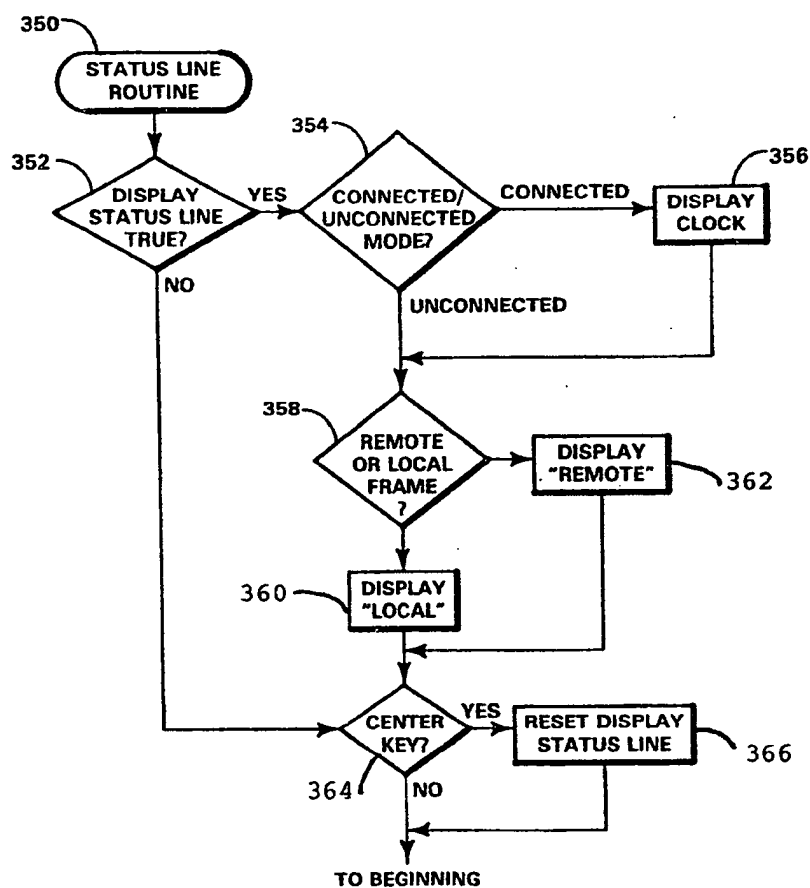 350
STATUS LINE
ROUTINE
352
DISPLAY
STATUS LINE
TRUE?
YES
NO
354
CONNECTED/
UNCONNECTED
MODE?
CONNECTED
356
DISPLAY
CLOCK
UNCONNECTED
358
REMOTE
OR LOCAL
FRAME
?
DISPLAY
"REMOTE"
362
360
DISPLAY
"LOCAL"
CENTER
KEY?
364
YES
RESET DISPLAY
STATUS LINE
366
NO
TO BEGINNING